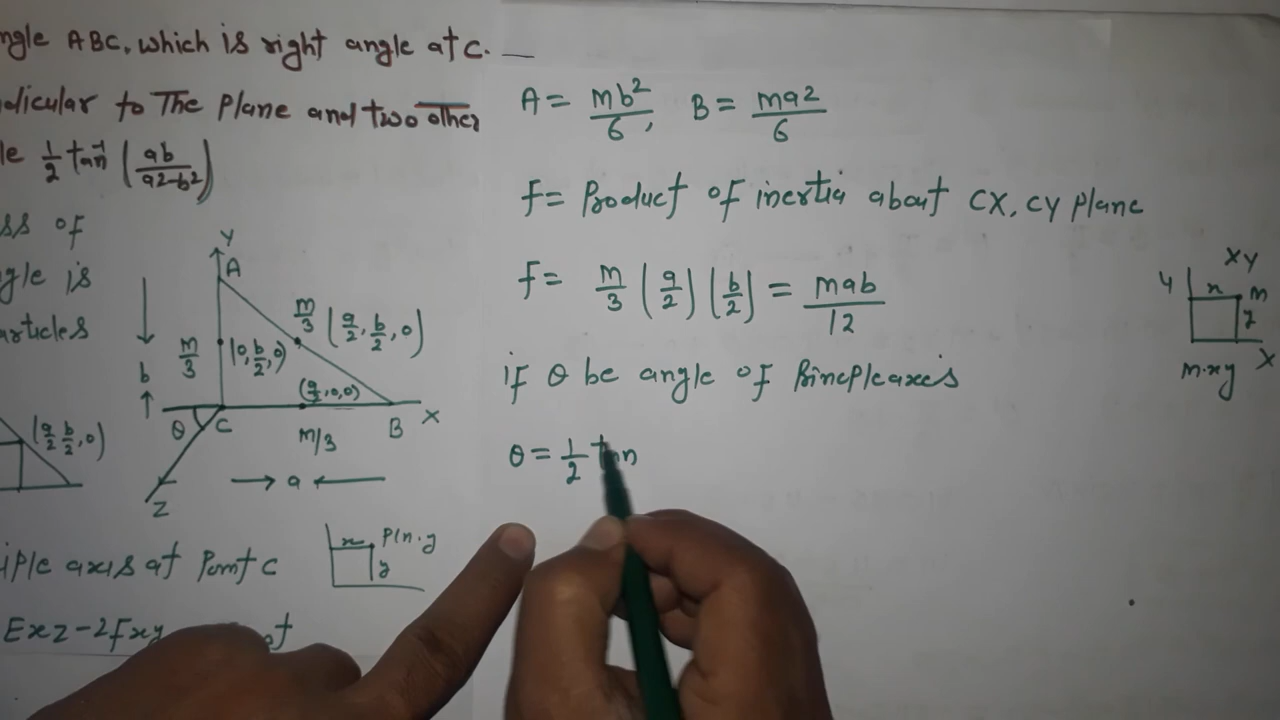 ngle ABC, which is right angle at C. —
dicular to The Plane and two other
le 1/2 tan⁻¹ (ab/a2-b2)
ss of
gle is
articles
Y
A
m/3 (a/2, b/2, 0)
m/3 (0, b/2, 0)
b
(a/2, 0, 0)
θ C m/3 B X
(a/2 b/2, 0)
→ a ←
Z
x P(x.y
y
iple axis at Point C
Exz-2Fxy
A = mb²/6, B = ma2/6
F = Product of inertia about CX, CY plane
F = m/3 (a/2) (b/2) = mab/12
if θ be angle of Principle axis
θ = 1/2 tan
XY
Y x m
y
X
m.xy